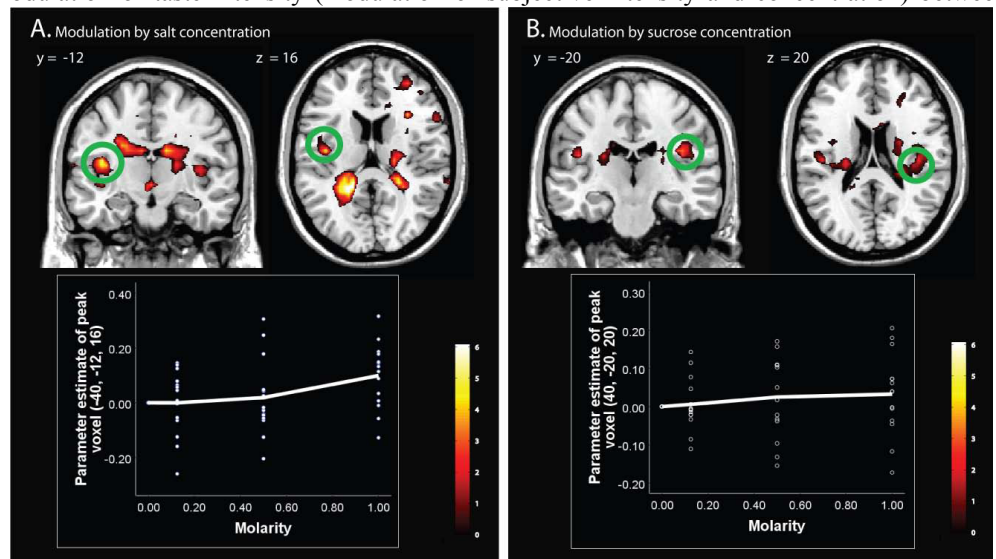 A. Modulation by salt concentration
y = -12
z = 16
Parameter estimate of peak
voxel (-40, -12, 16)
0.40
0.20
0.00
-0.20
0.00 0.20 0.40 0.60 0.80 1.00
Molarity
6
5
4
3
2
1
0
B. Modulation by sucrose concentration
y = -20
z = 20
Parameter estimate of peak
voxel (40, -20, 20)
0.30
0.20
0.10
0.00
-0.10
-0.20
0.00 0.20 0.40 0.60 0.80 1.00
Molarity
6
5
4
3
2
1
0